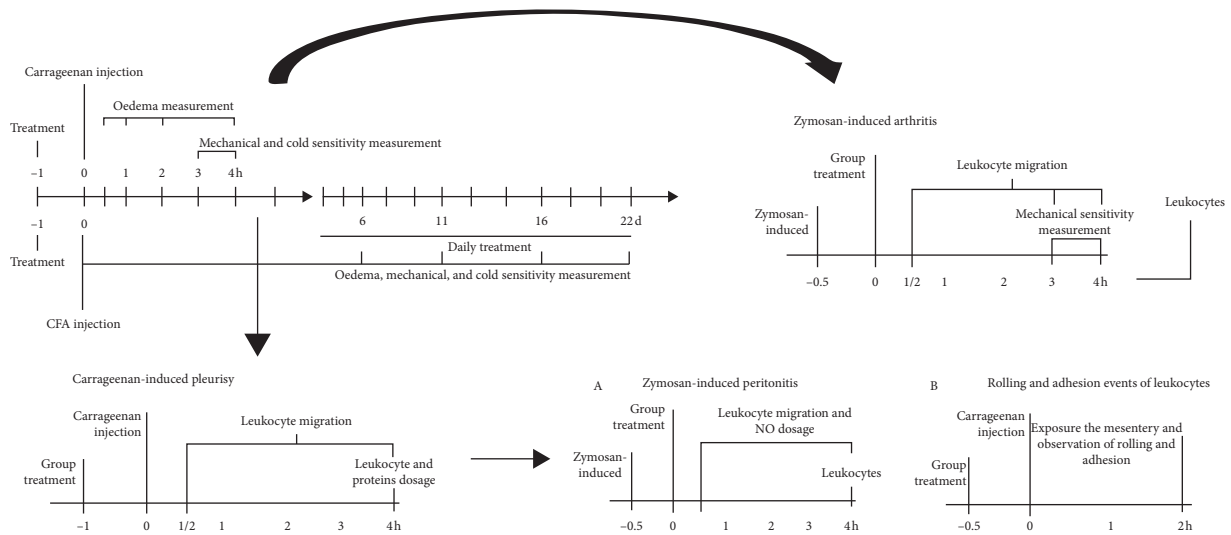 Carrageenan injection
Oedema measurement
Treatment
Mechanical and cold sensitivity measurement
–1 0 1 2 3 4 h
–1 0 6 11 16 22 d
Treatment
Daily treatment
Oedema, mechanical, and cold sensitivity measurement
CFA injection
Zymosan-induced arthritis
Group
treatment
Leukocyte migration
Zymosan-
induced
Mechanical sensitivity
measurement
Leukocytes
–0.5 0 1/2 1 2 3 4 h
Carrageenan-induced pleurisy
Carrageenan
injection
Leukocyte migration
Group
treatment
Leukocyte and
proteins dosage
–1 0 1/2 1 2 3 4 h
A Zymosan-induced peritonitis
Group
treatment
Leukocyte migration and
NO dosage
Zymosan-
induced
Leukocytes
–0.5 0 1 2 3 4 h
B Rolling and adhesion events of leukocytes
Carrageenan
injection
Exposure the mesentery and
observation of rolling and
adhesion
Group
treatment
–0.5 0 1 2 h